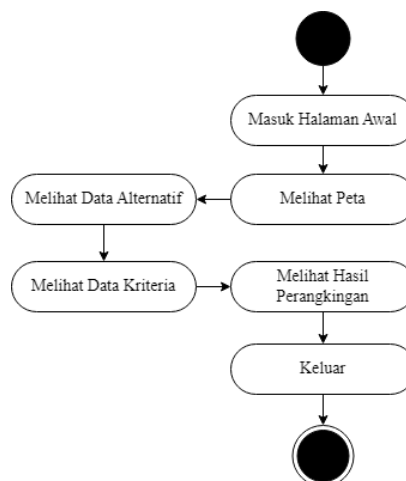 Masuk Halaman Awal
Melihat Peta
Melihat Data Alternatif
Melihat Data Kriteria
Melihat Hasil
Perangkingan
Keluar